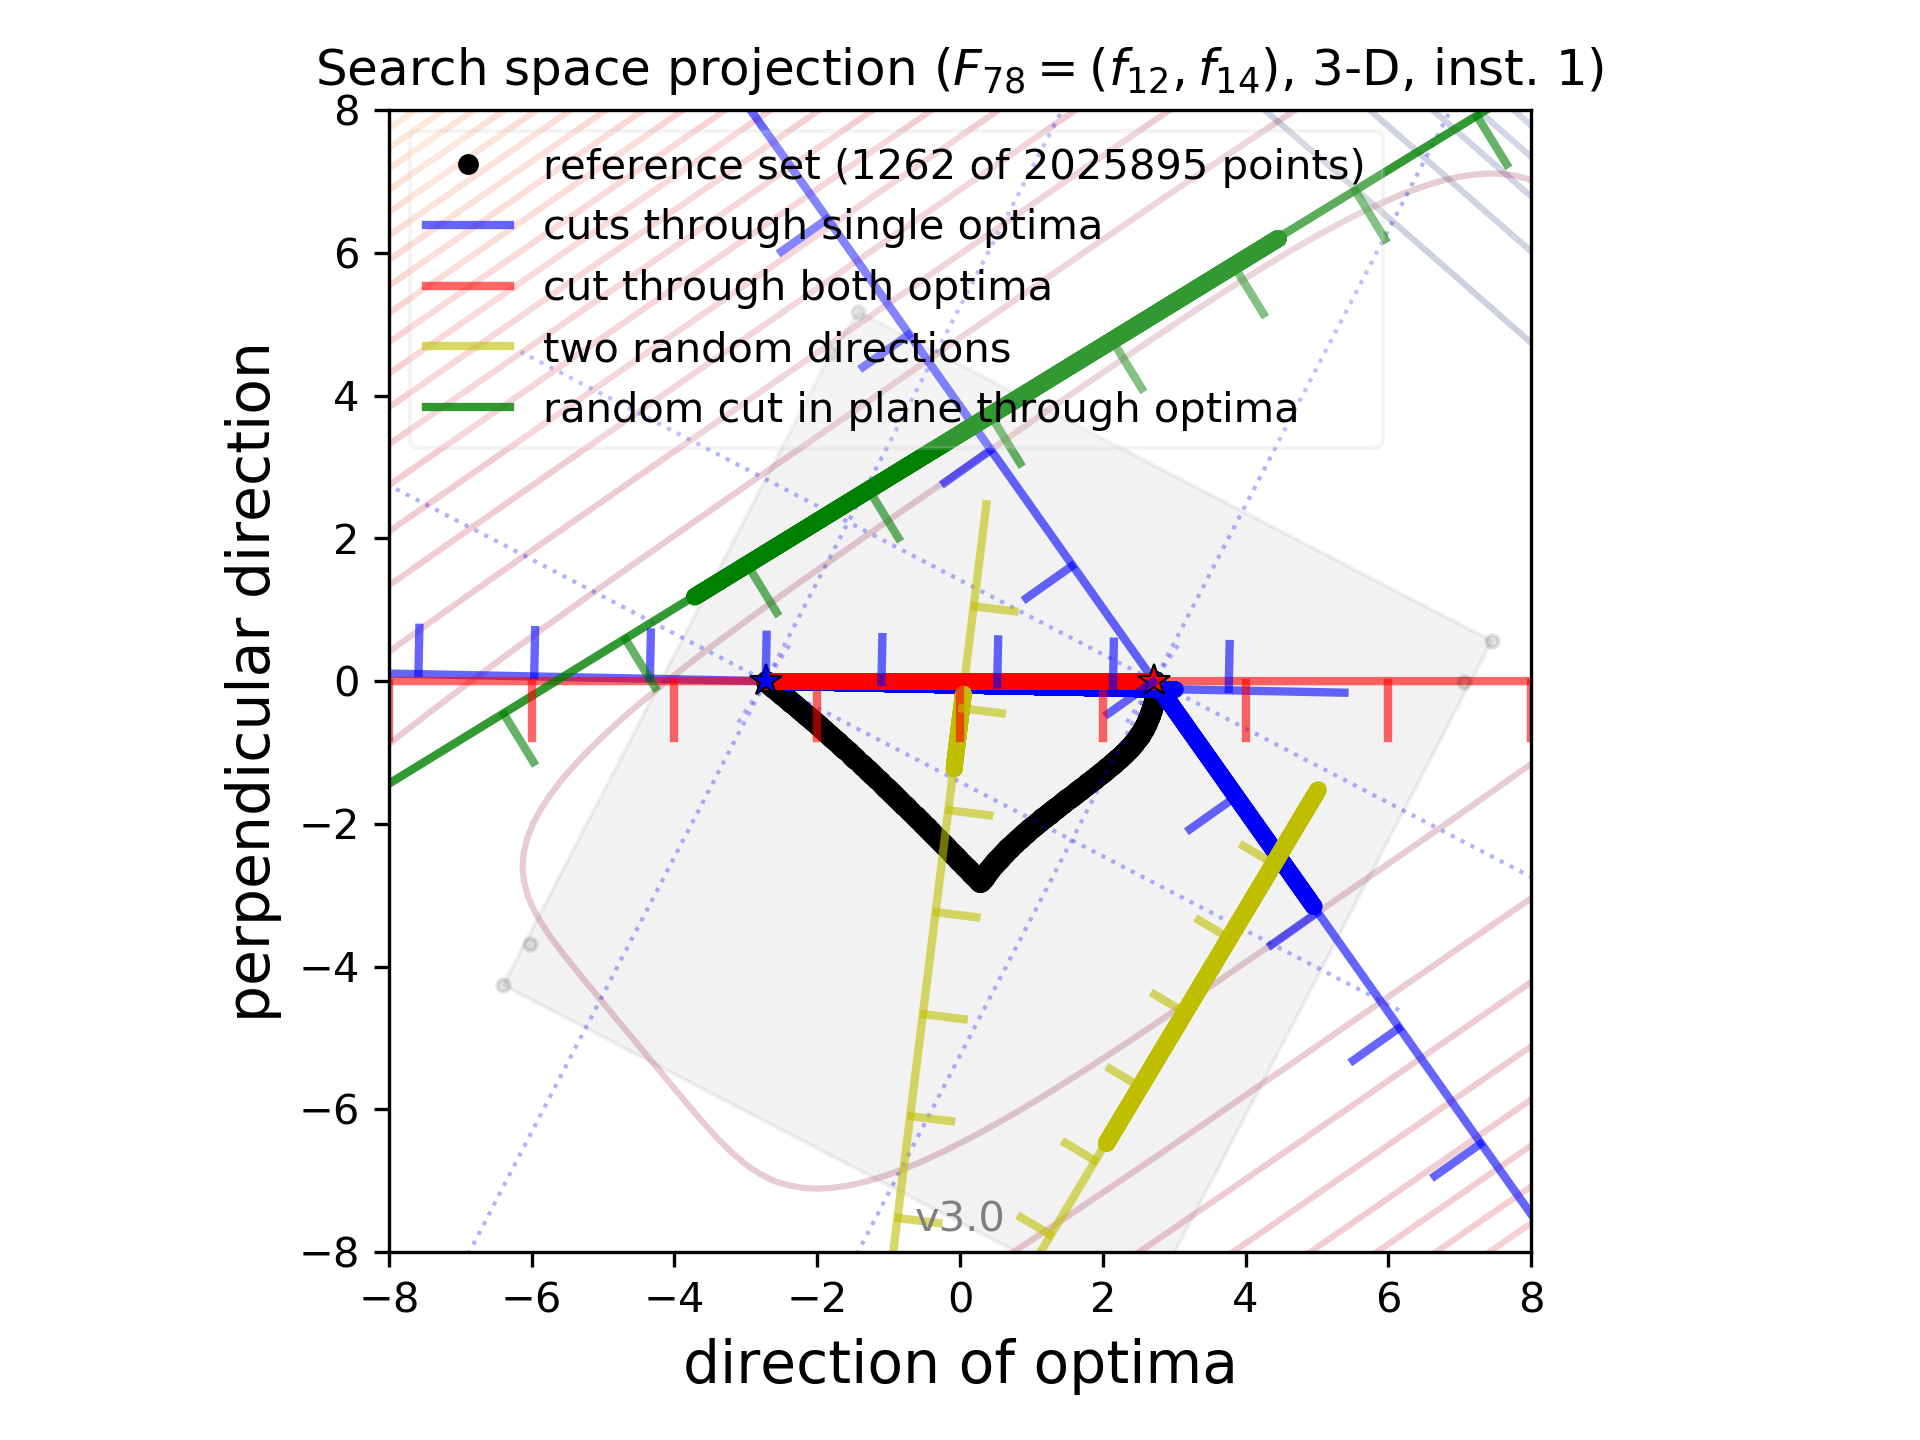 Search space projection (F78 = (f12, f14), 3-D, inst. 1)
reference set (1262 of 2025895 points)
cuts through single optima
cut through both optima
two random directions
random cut in plane through optima
perpendicular direction
8
6
4
2
0
−2
−4
−6
−8
v3.0
−8 −6 −4 −2 0 2 4 6 8
direction of optima